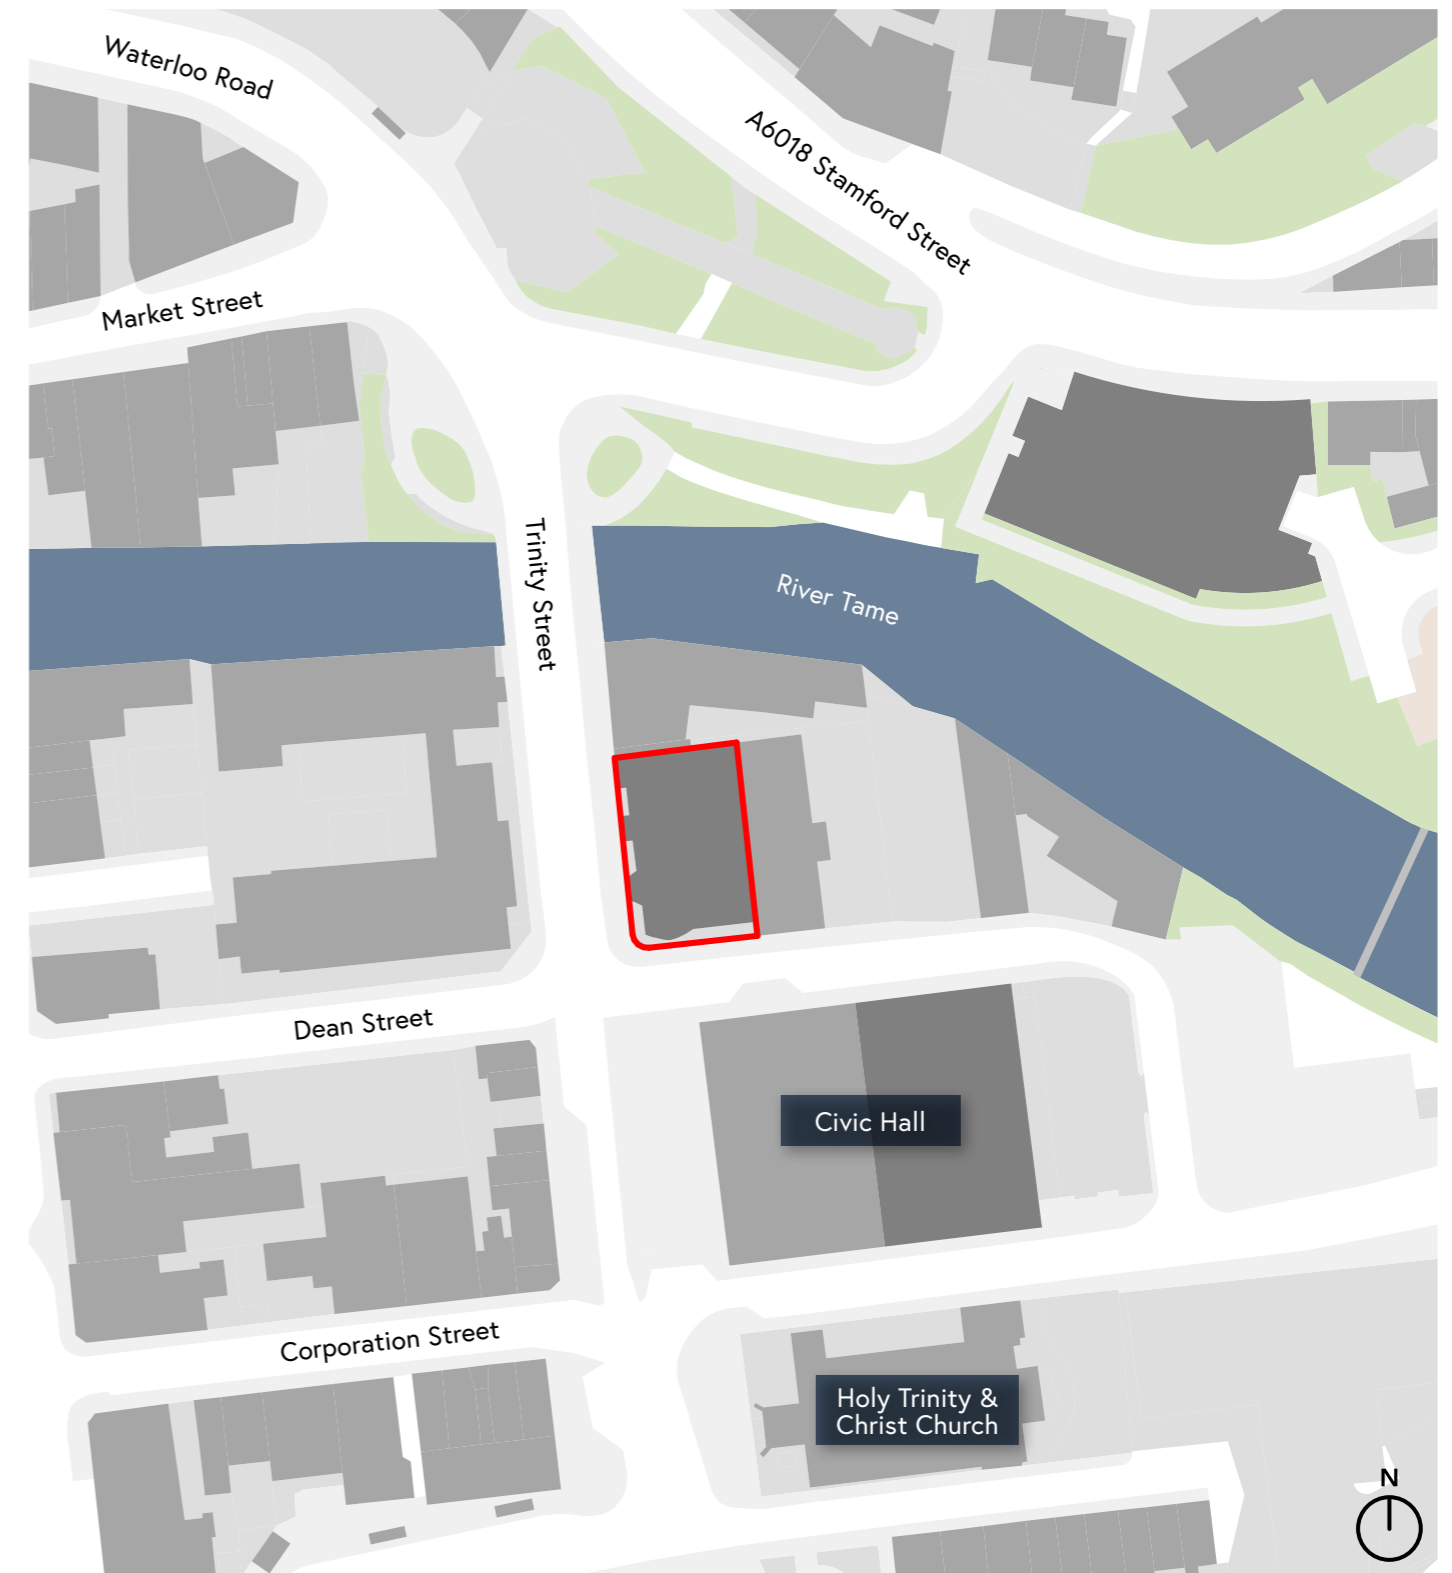 Waterloo Road
A6018 Stamford Street
Market Street
Trinity Street
River Tame
Dean Street
Civic Hall
Corporation Street
Holy Trinity &
Christ Church
N